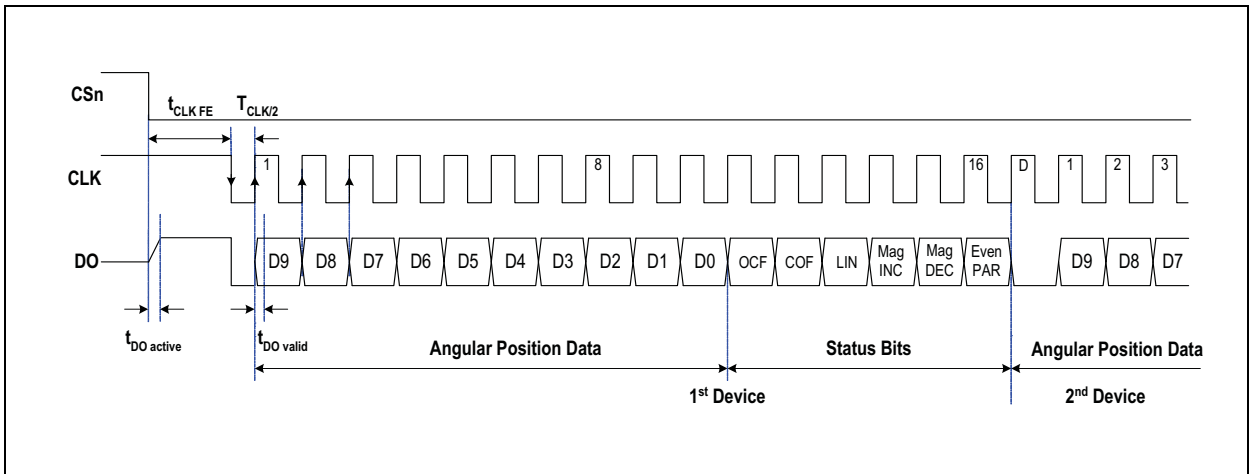 CSn
tCLK FE TCLK/2
CLK 1 8 16 D 1 2 3
DO D9 D8 D7 D6 D5 D4 D3 D2 D1 D0 OCF COF LIN Mag INC Mag DEC Even PAR D9 D8 D7
tDO active tDO valid
Angular Position Data Status Bits Angular Position Data
1st Device 2nd Device